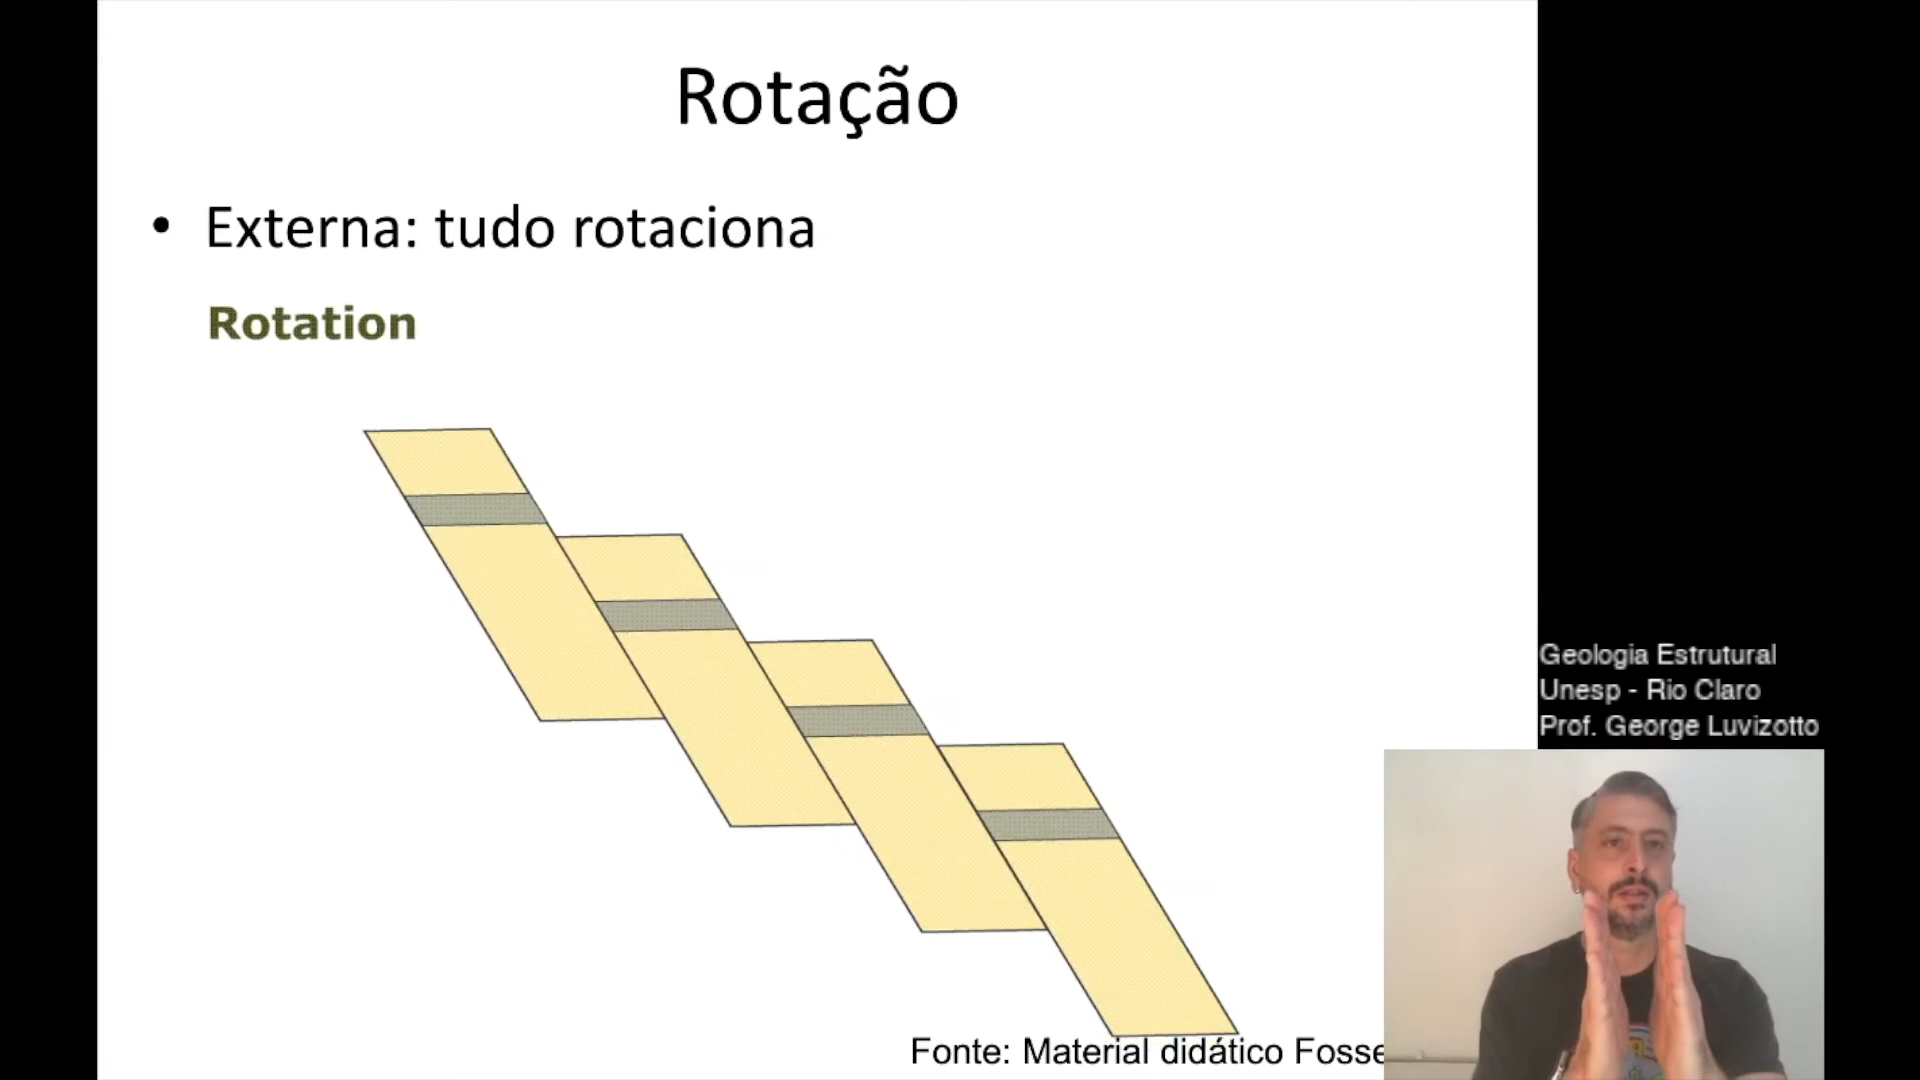 Rotação
• Externa: tudo rotaciona
Rotation
Geologia Estrutural
Unesp - Rio Claro
Prof. George Luvizotto
Fonte: Material didático Fosse